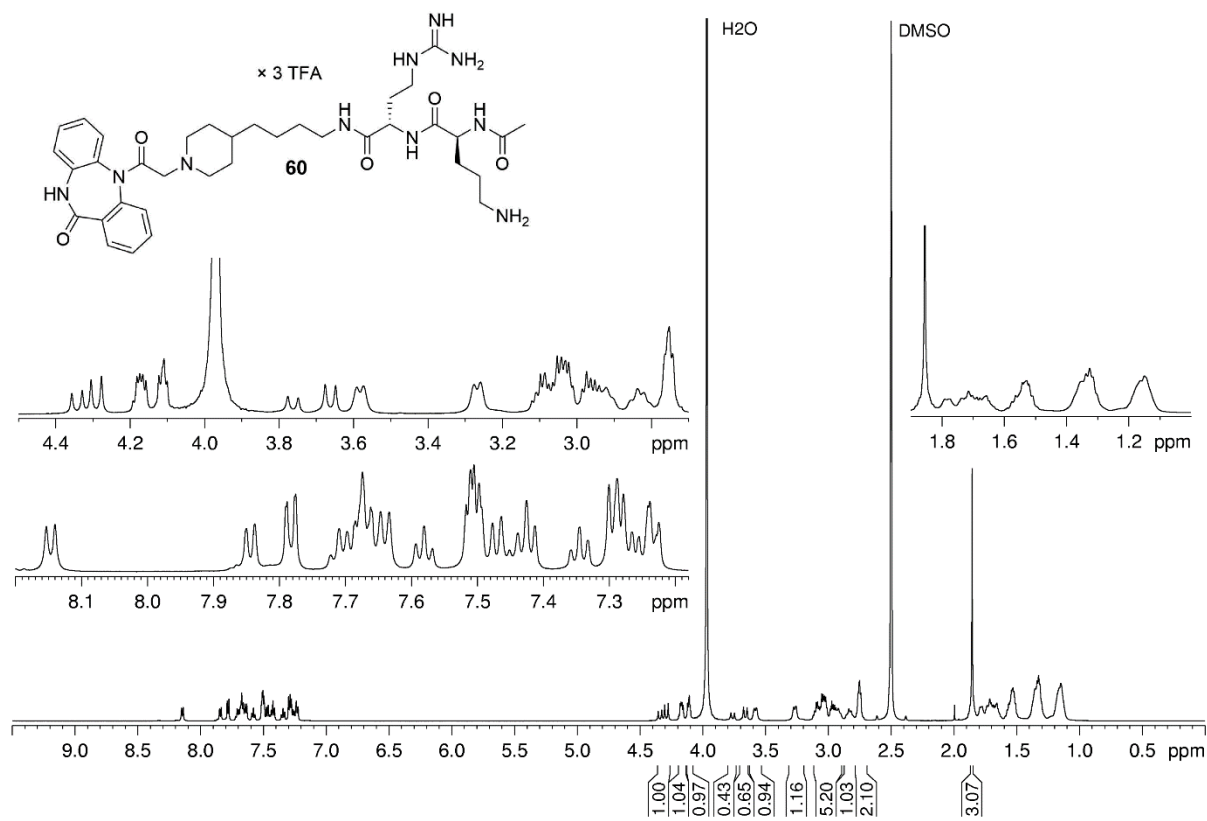 H2O
DMSO
× 3 TFA
NH
HN
NH2
O
H
N
O
H
N
O
N
N
60
O
N
H
O
HN
NH2
O
4.4 4.2 4.0 3.8 3.6 3.4 3.2 3.0 ppm
1.8 1.6 1.4 1.2 ppm
8.1 8.0 7.9 7.8 7.7 7.6 7.5 7.4 7.3 ppm
9.0 8.5 8.0 7.5 7.0 6.5 6.0 5.5 5.0 4.5 4.0 3.5 3.0 2.5 2.0 1.5 1.0 0.5 ppm
1.00 1.04 0.97 0.43 0.65 0.94 1.16 5.20 1.03 2.10 3.07